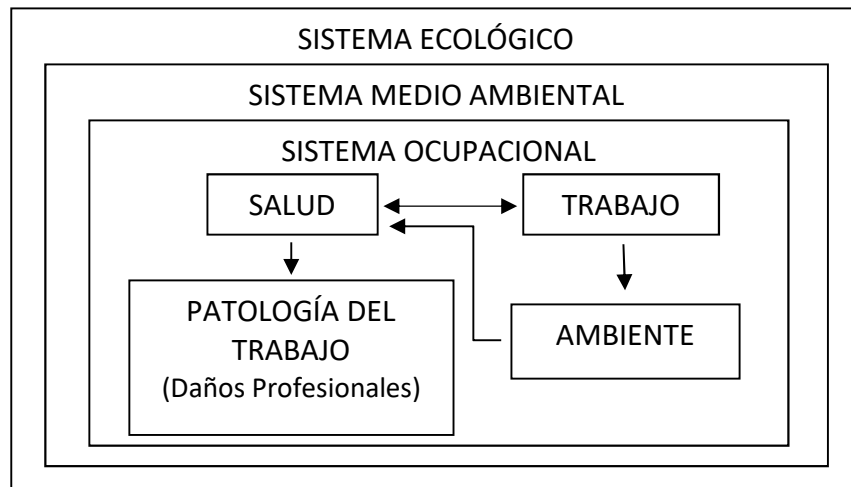 SISTEMA ECOLÓGICO
SISTEMA MEDIO AMBIENTAL
SISTEMA OCUPACIONAL
SALUD
TRABAJO
PATOLOGÍA DEL
TRABAJO
(Daños Profesionales)
AMBIENTE